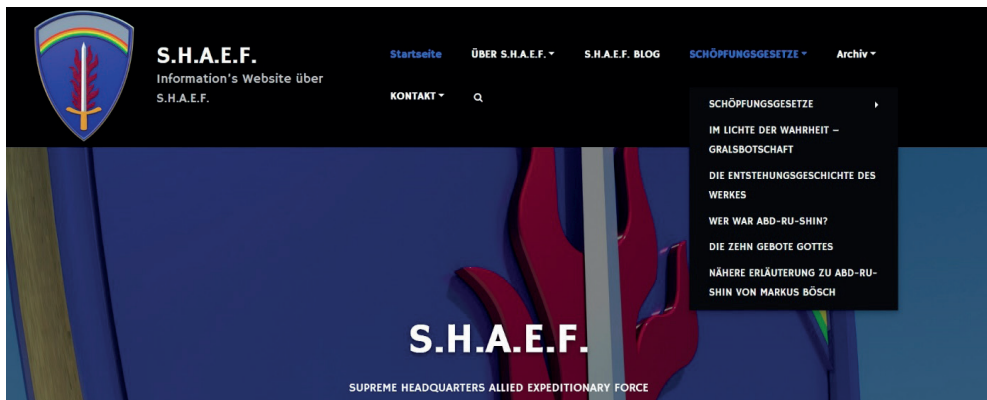 S.H.A.E.F.
Information's Website über
S.H.A.E.F.
Startseite ÜBER S.H.A.E.F. S.H.A.E.F. BLOG SCHÖPFUNGSGESETZE Archiv
KONTAKT
SCHÖPFUNGSGESETZE
IM LICHTE DER WAHRHEIT –
GRALSBOTSCHAFT
DIE ENTSTEHUNGSGESCHICHTE DES
WERKES
WER WAR ABD-RU-SHIN?
DIE ZEHN GEBOTE GOTTES
NÄHERE ERLÄUTERUNG ZU ABD-RU-
SHIN VON MARKUS BÖSCH
S.H.A.E.F.
SUPREME HEADQUARTERS ALLIED EXPEDITIONARY FORCE